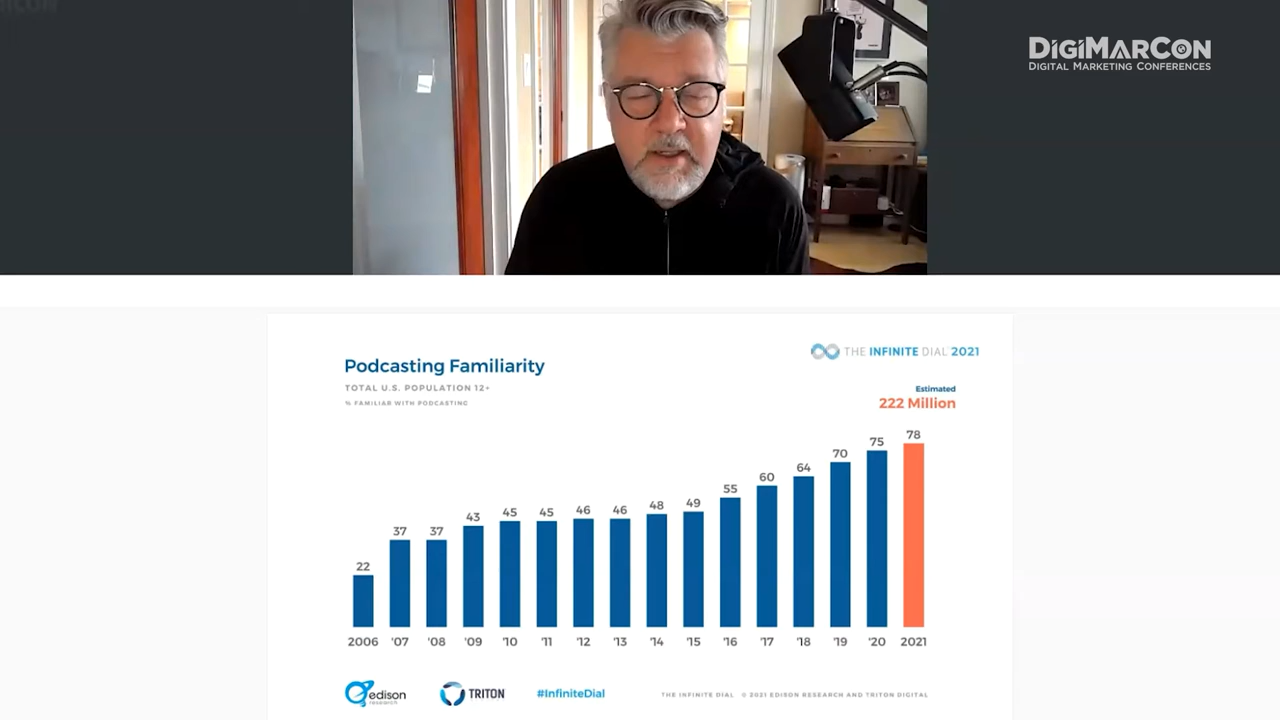 DIGIMARCON
DIGITAL MARKETING CONFERENCES
THE INFINITE DIAL 2021
Podcasting Familiarity
TOTAL U.S. POPULATION 12+
% FAMILIAR WITH PODCASTING
Estimated
222 Million
22 37 37 43 45 45 46 46 48 49 55 60 64 70 75 78
2006 '07 '08 '09 '10 '11 '12 '13 '14 '15 '16 '17 '18 '19 '20 2021
edison
research
TRITON
#InfiniteDial
THE INFINITE DIAL © 2021 EDISON RESEARCH AND TRITON DIGITAL